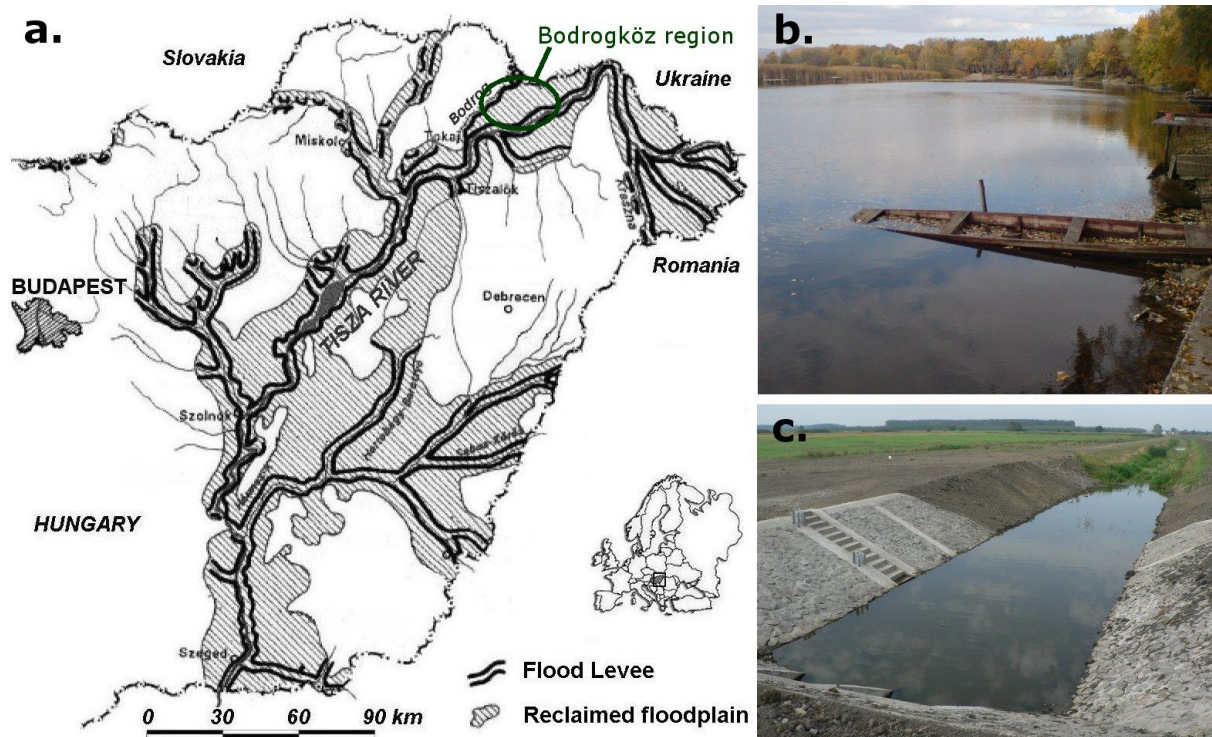 a.
Slovakia
Bodrogköz region
Ukraine
Bodrog
Miskolc
Tokaj
Tiszalök
Kraszna
Romania
BUDAPEST
TISZA RIVER
Debrecen
Szolnok
HUNGARY
Szeged
Flood Levee
Reclaimed floodplain
0 30 60 90 km
b.
c.